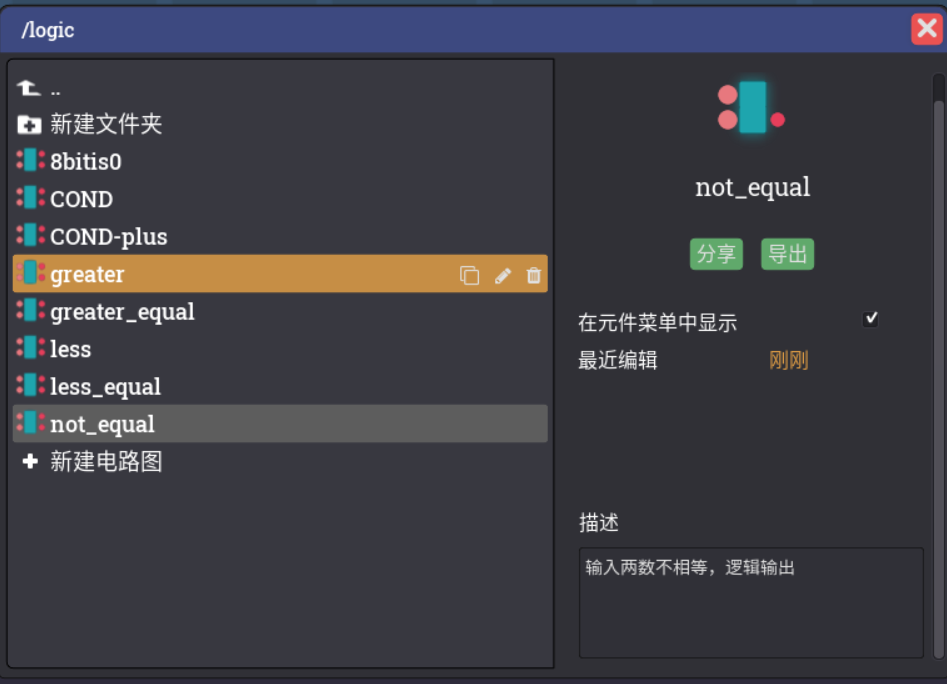 /logic
..
新建文件夹
8bitis0
COND
COND-plus
greater
greater_equal
less
less_equal
not_equal
新建电路图
not_equal
分享 导出
在元件菜单中显示
最近编辑 刚刚
描述
输入两数不相等，逻辑输出